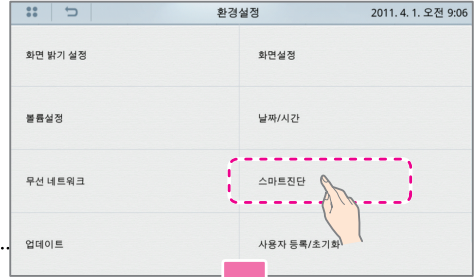 환경설정 2011. 4. 1. 오전 9:06
화면 밝기 설정 화면설정
볼륨설정 날짜/시간
무선 네트워크 스마트진단
업데이트 사용자 등록/초기화